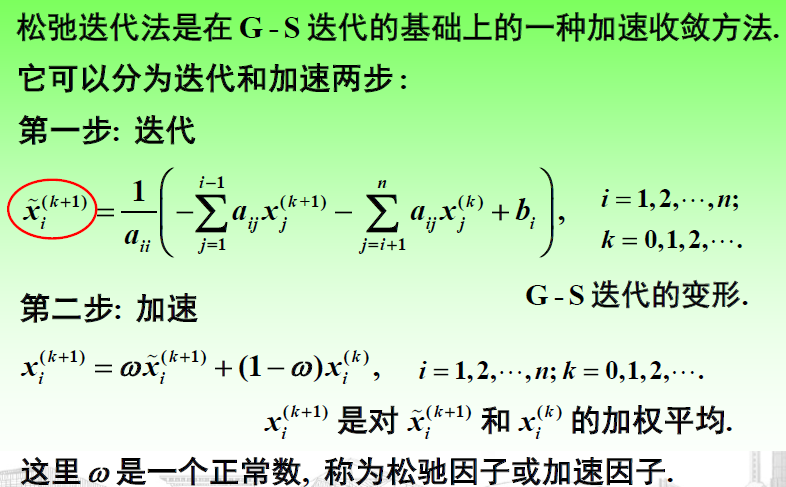 松弛迭代法是在 G - S 迭代的基础上的一种加速收敛方法.
它可以分为迭代和加速两步 :
第一步: 迭代
$\tilde{x}_i^{(k+1)} = \frac{1}{a_{ii}} \left( -\sum_{j=1}^{i-1} a_{ij} x_j^{(k+1)} - \sum_{j=i+1}^{n} a_{ij} x_j^{(k)} + b_i \right), \quad i = 1,2,\cdots,n; \quad k = 0,1,2,\cdots.$
G - S 迭代的变形.
第二步: 加速
$x_i^{(k+1)} = \omega \tilde{x}_i^{(k+1)} + (1-\omega) x_i^{(k)}, \quad i = 1,2,\cdots,n; k = 0,1,2,\cdots.$
$x_i^{(k+1)}$ 是对 $\tilde{x}_i^{(k+1)}$ 和 $x_i^{(k)}$ 的加权平均.
这里 $\omega$ 是一个正常数, 称为松驰因子或加速因子.